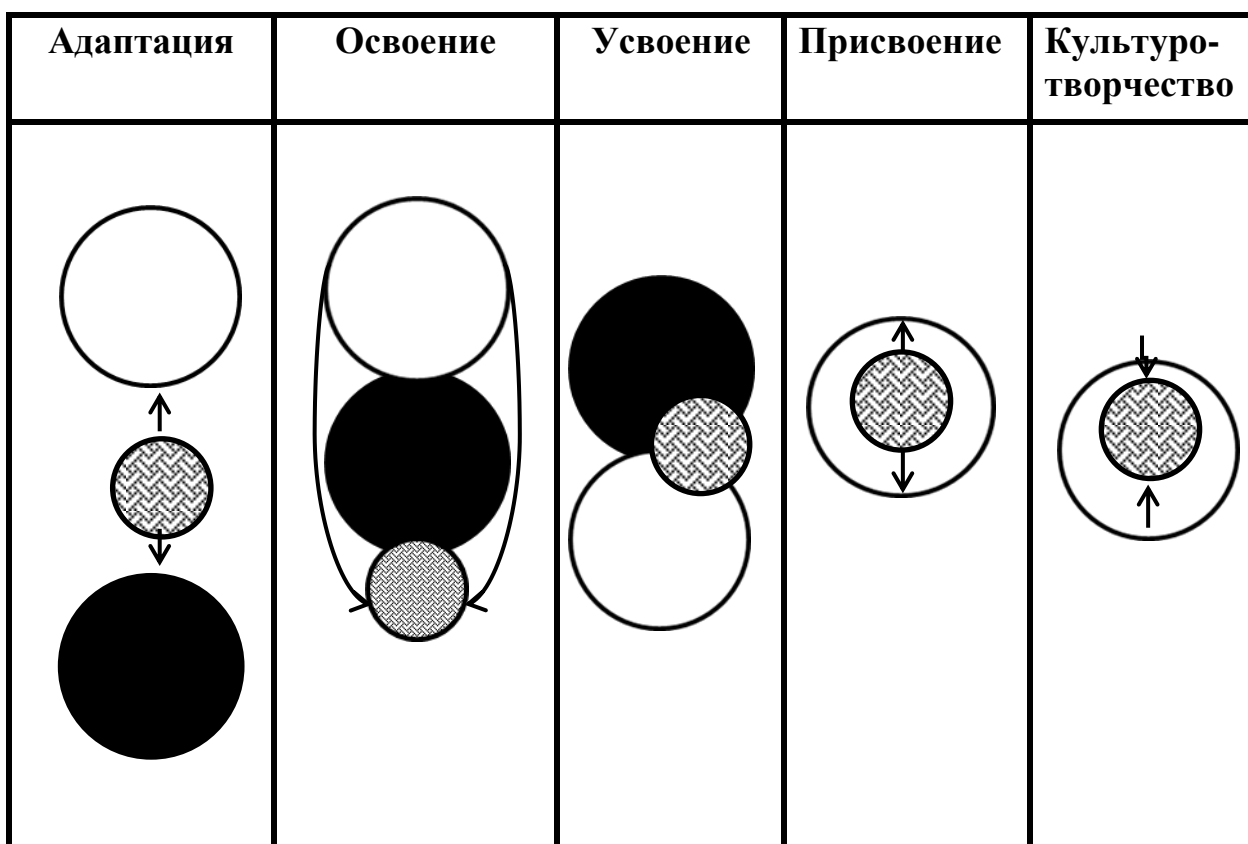 Адаптация
Освоение
Усвоение
Присвоение
Культуро-
творчество